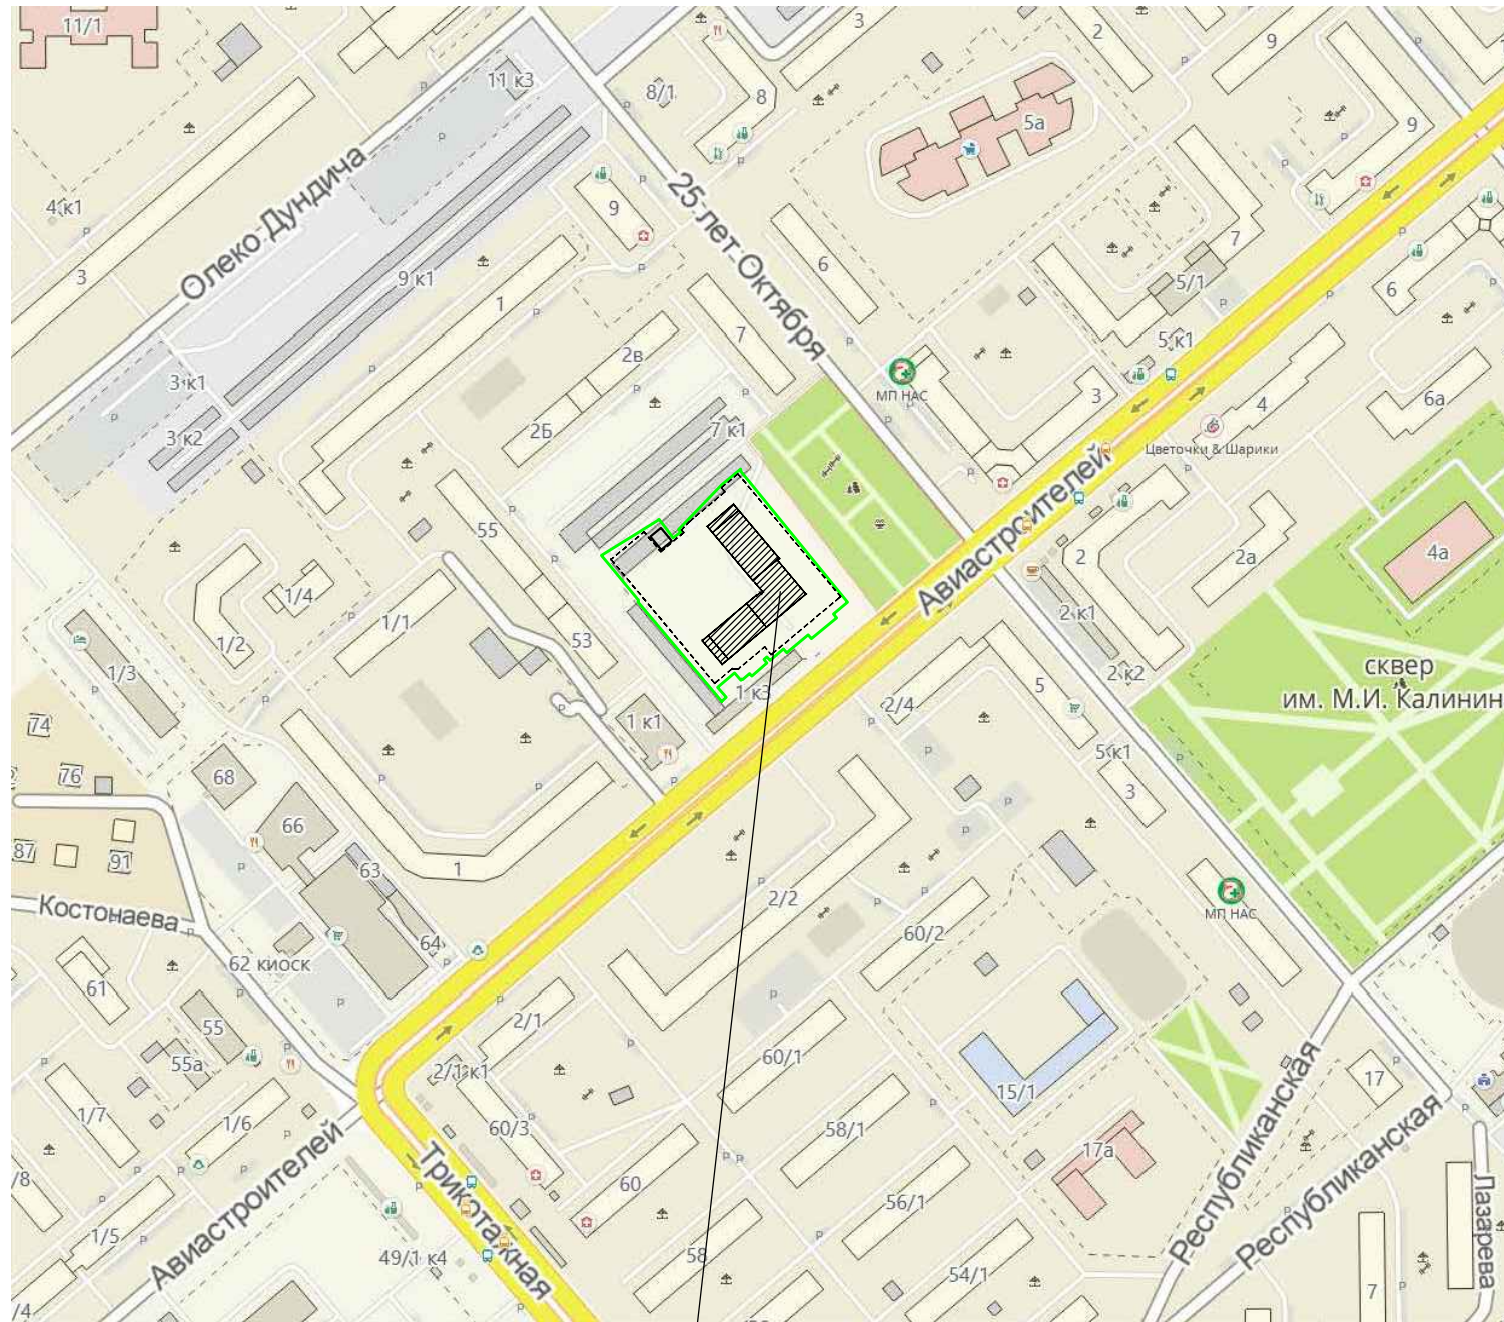 11/1
3
2
9
11 к3
8/1
8
5а
9
4 к1
Олеко Дундича
9
25 лет Октября
7
3
9 к1
6
5/1
6
1
7
5 к1
2в
3 к1
МП НАС
3
4
6а
3 к2
2Б
7 к1
Цветочки & Шарики
55
Авиастроителей
4а
2
2а
1/4
2 к1
1/2
1/1
53
сквер
им. М.И. Калинин
1/3
2 к2
5
1 к3
2/4
1 к1
74
5 к1
76
68
3
66
87
91
63
1
2/2
МП НАС
Костонаева
60/2
64
62 киоск
61
2/1
55
60/1
55а
2/1 к1
15/1
17
1/7
1/6
60/3
58/1
Республиканская
17а
60
/8
Трикотажная
56/1
Республиканская
Лазарева
1/5
Авиастроителей
49/1 к4
58
54/1
7
/4